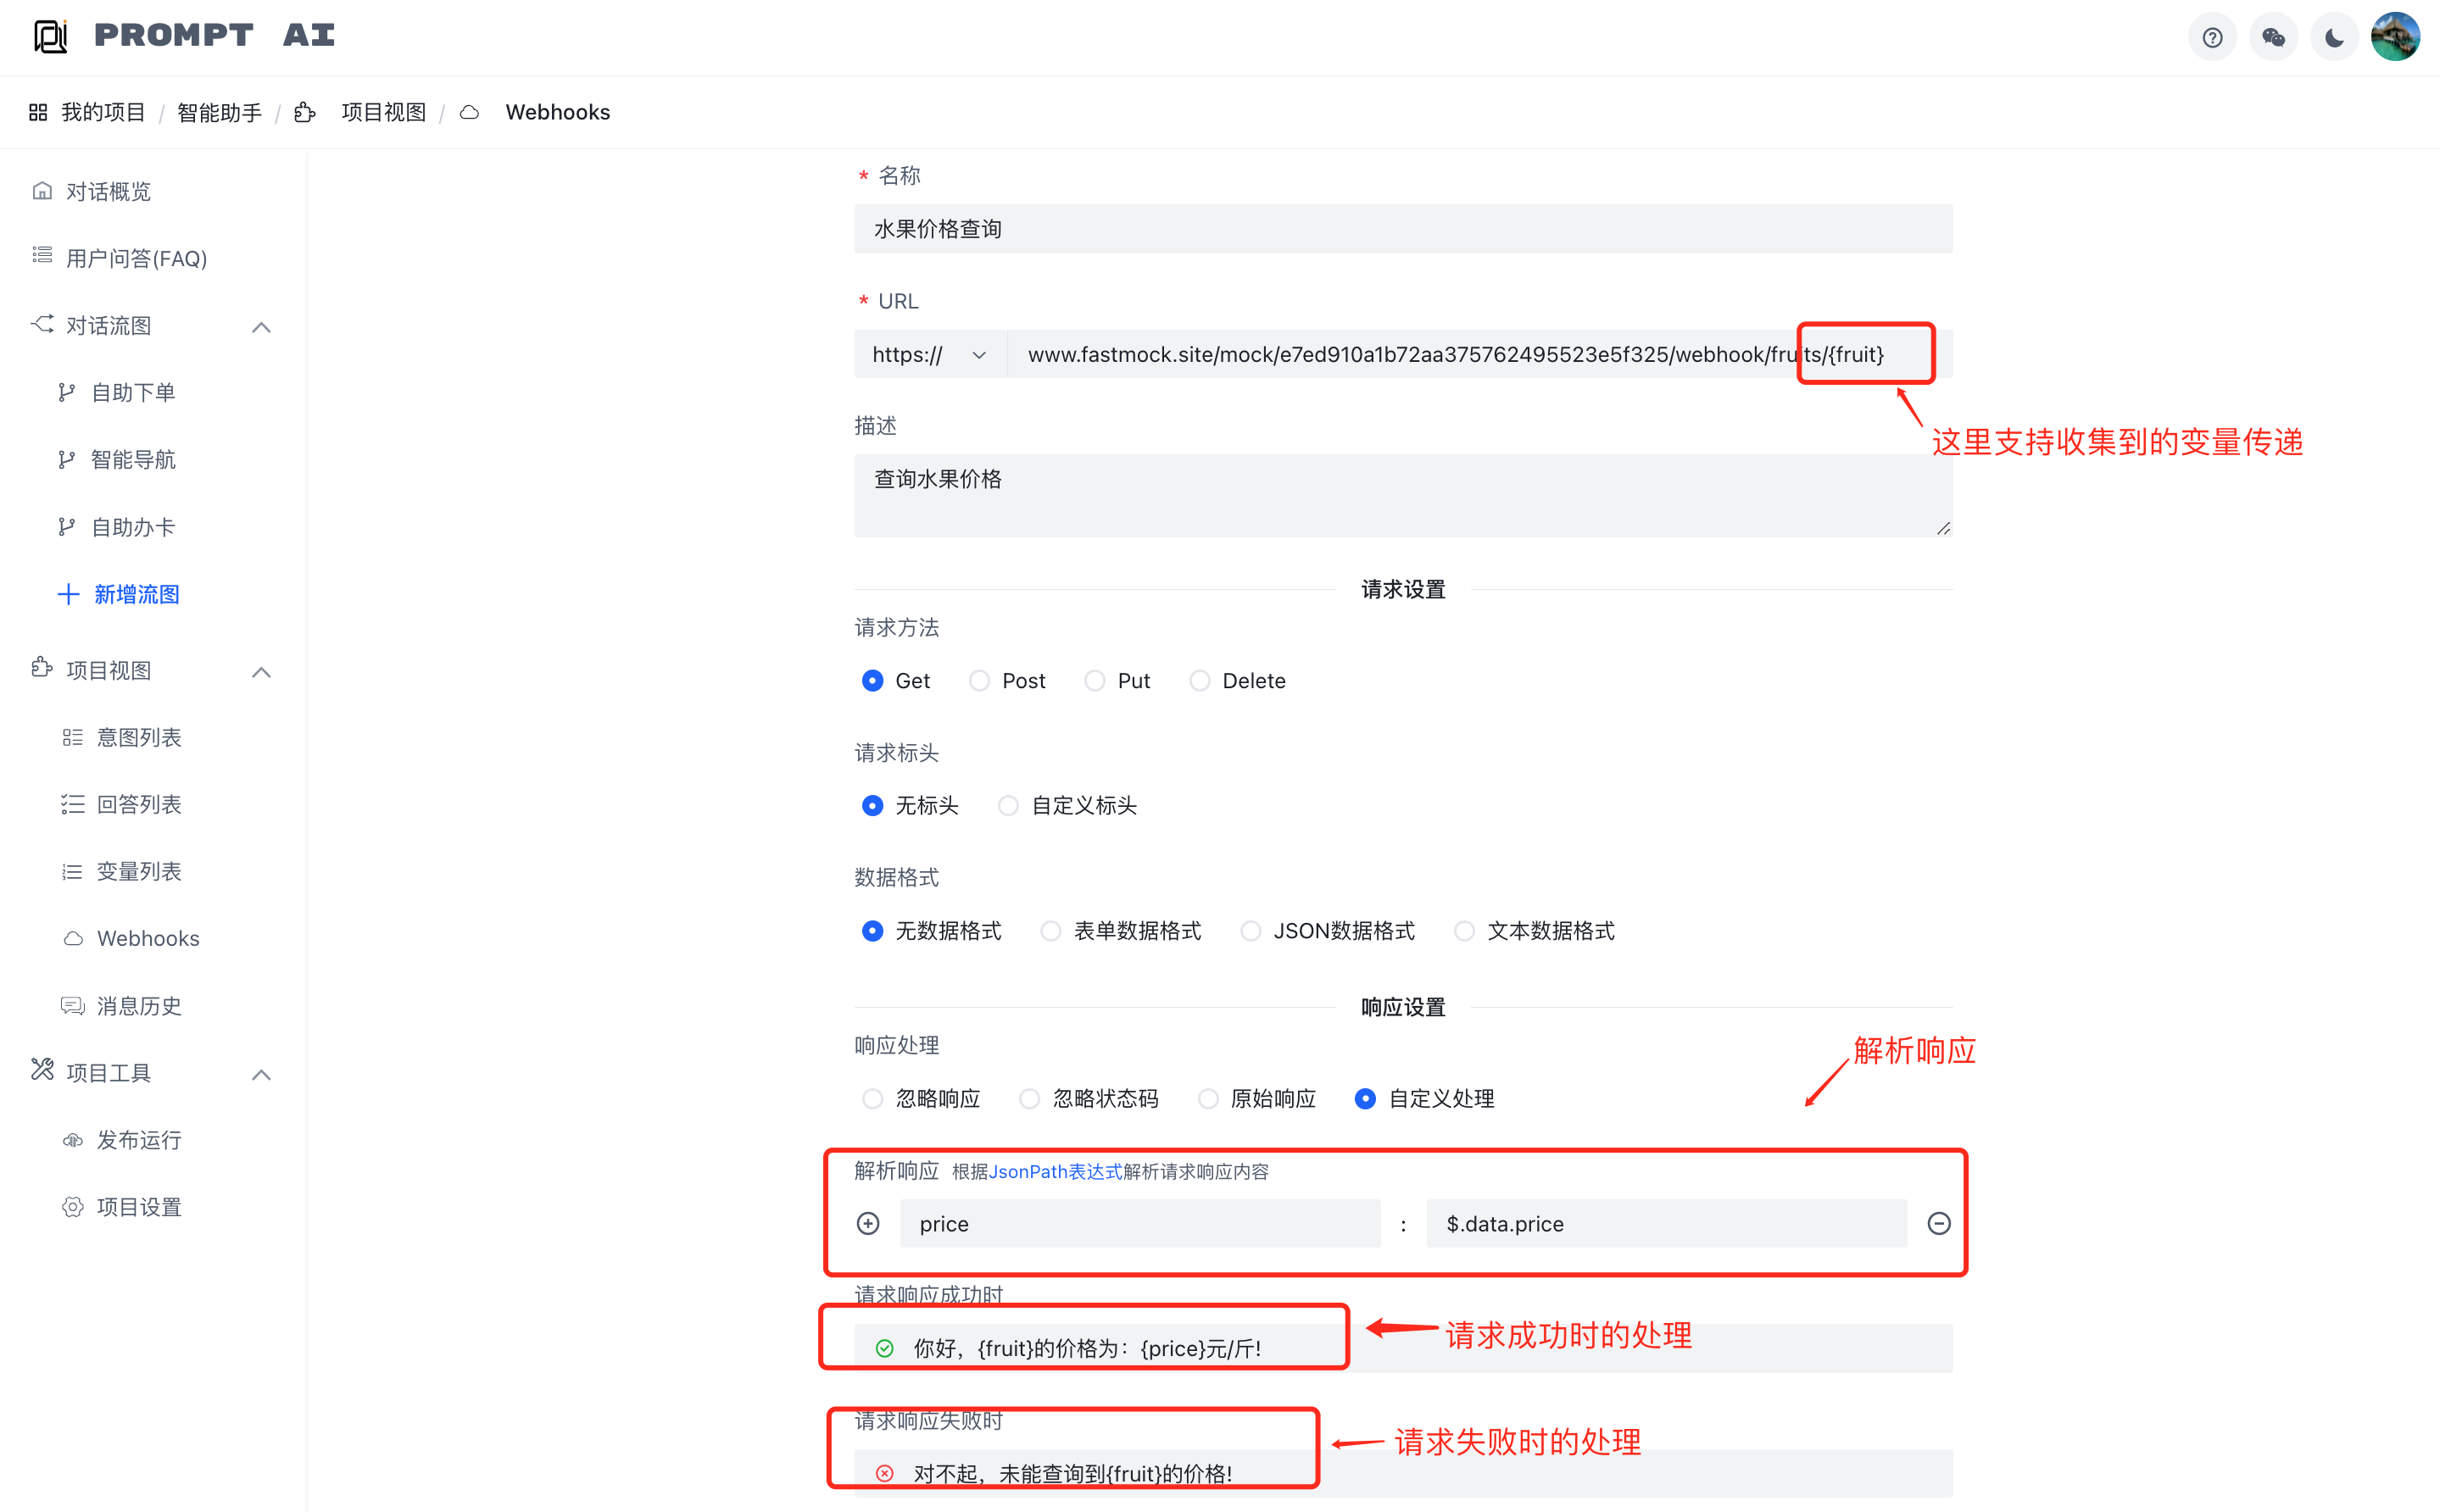 PROMPT AI
我的项目 / 智能助手 / 项目视图 / Webhooks
对话概览
用户问答(FAQ)
对话流图
自助下单
智能导航
自助办卡
新增流图
项目视图
意图列表
回答列表
变量列表
Webhooks
消息历史
项目工具
发布运行
项目设置
* 名称
水果价格查询
* URL
https:// www.fastmock.site/mock/e7ed910a1b72aa375762495523e5f325/webhook/fruits/{fruit}
这里支持收集到的变量传递
描述
查询水果价格
请求设置
请求方法
Get Post Put Delete
请求标头
无标头 自定义标头
数据格式
无数据格式 表单数据格式 JSON数据格式 文本数据格式
响应设置
解析响应
响应处理
忽略响应 忽略状态码 原始响应 自定义处理
解析响应 根据JsonPath表达式解析请求响应内容
price : $.data.price
请求响应成功时
你好，{fruit}的价格为：{price}元/斤!
请求成功时的处理
请求响应失败时
对不起，未能查询到{fruit}的价格!
请求失败时的处理